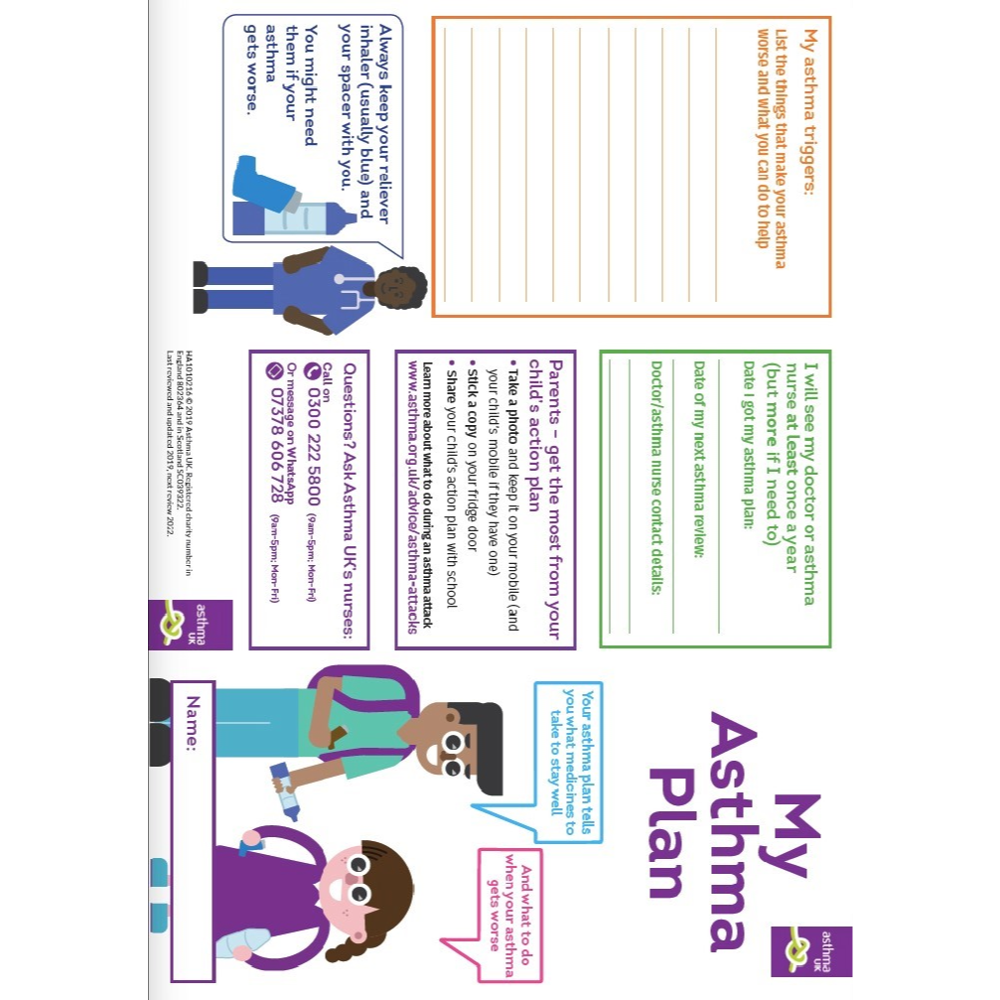 My asthma triggers:
List the things that make your asthma
worse and what you can do to help
Always keep your reliever
inhaler (usually blue) and
your spacer with you.
You might need
them if your
asthma
gets worse.
I will see my doctor or asthma
nurse at least once a year
(but more if I need to)
Date I got my asthma plan:
Date of my next asthma review:
Doctor/asthma nurse contact details:
Parents – get the most from your
child's action plan
• Take a photo and keep it on your mobile (and
your child's mobile if they have one)
• Stick a copy on your fridge door
• Share your child's action plan with school
Learn more about what to do during an asthma attack
www.asthma.org.uk/advice/asthma-attacks
Questions? Ask Asthma UK's nurses:
Call on
0300 222 5800 (9am-5pm; Mon-Fri)
Or message on WhatsApp
07378 606 728 (9am-5pm; Mon-Fri)
HA1010216 © 2019 Asthma UK. Registered charity number in
England 802364 and in Scotland SC039322.
Last reviewed and updated 2019, next review 2022.
asthma
UK
asthma
UK
My
Asthma
Plan
Your asthma plan tells
you what medicines to
take to stay well
And what to do
when your asthma
gets worse
Name: